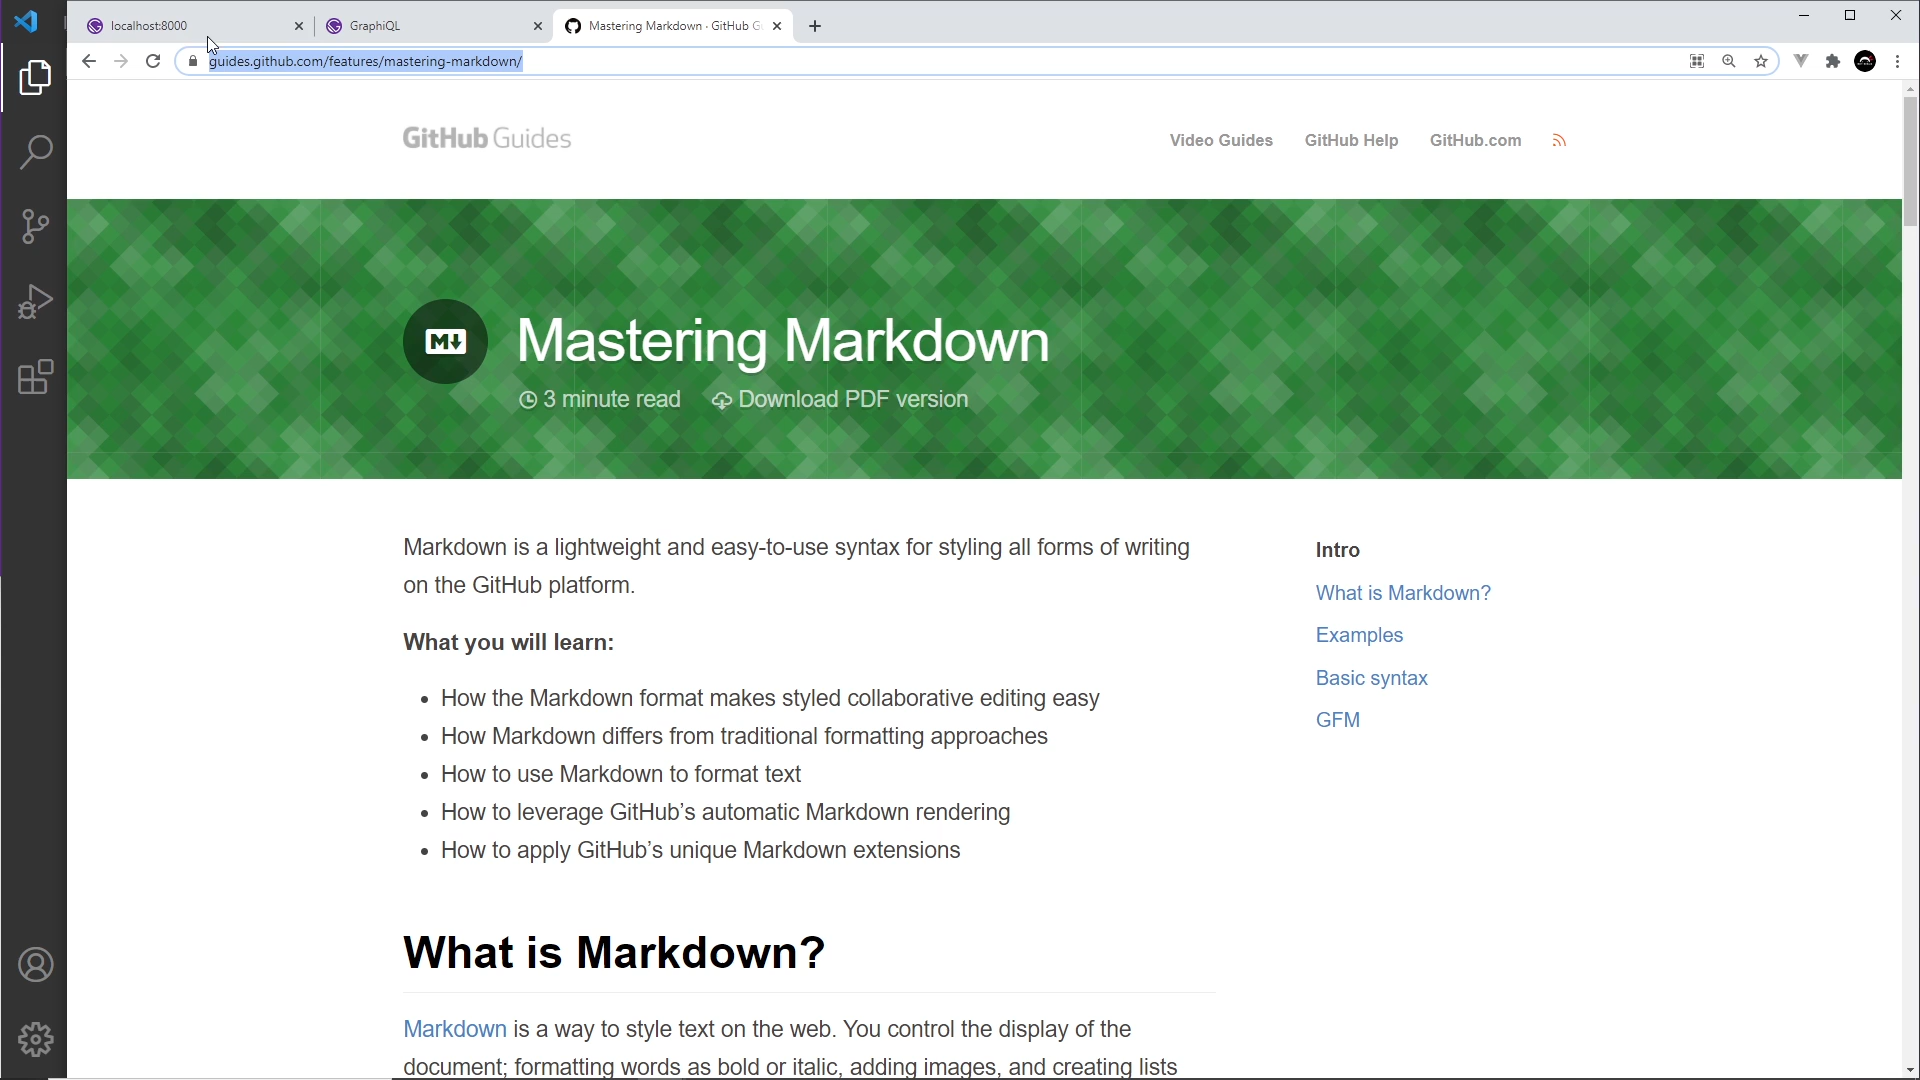 localhost:8000
GraphiQL
Mastering Markdown · GitHub G
guides.github.com/features/mastering-markdown/
GitHub Guides
Video Guides
GitHub Help
GitHub.com
M
Mastering Markdown
3 minute read
Download PDF version
Markdown is a lightweight and easy-to-use syntax for styling all forms of writing
on the GitHub platform.
What you will learn:
• How the Markdown format makes styled collaborative editing easy
• How Markdown differs from traditional formatting approaches
• How to use Markdown to format text
• How to leverage GitHub’s automatic Markdown rendering
• How to apply GitHub’s unique Markdown extensions
Intro
What is Markdown?
Examples
Basic syntax
GFM
What is Markdown?
Markdown is a way to style text on the web. You control the display of the
document; formatting words as bold or italic, adding images, and creating lists